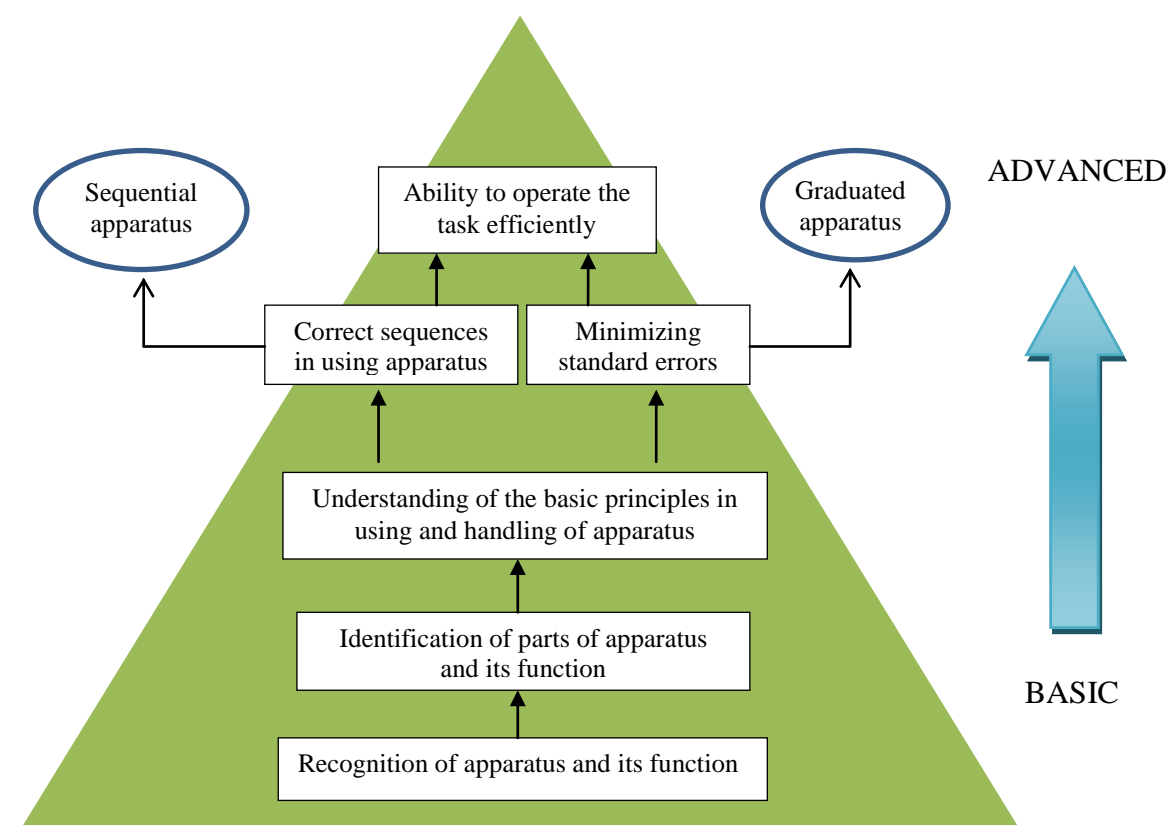 ADVANCED
Sequential
apparatus
Ability to operate the
task efficiently
Graduated
apparatus
Correct sequences
in using apparatus
Minimizing
standard errors
Understanding of the basic principles in
using and handling of apparatus
Identification of parts of apparatus
and its function
BASIC
Recognition of apparatus and its function